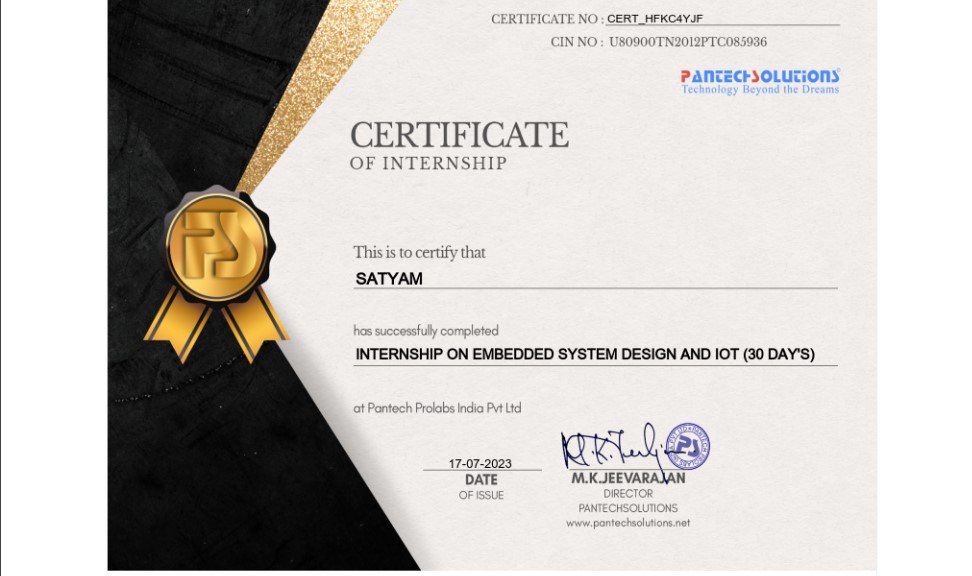 CERTIFICATE NO : CERT_HFKC4YJF
CIN NO : U80900TN2012PTC085936
PANTECHSOLUTIONS
Technology Beyond the Dreams
CERTIFICATE
OF INTERNSHIP
PS
This is to certify that
SATYAM
has successfully completed
INTERNSHIP ON EMBEDDED SYSTEM DESIGN AND IOT (30 DAY'S)
at Pantech Prolabs India Pvt Ltd
17-07-2023
DATE
OF ISSUE
M.K.JEEVARAJAN
DIRECTOR
PANTECHSOLUTIONS
www.pantechsolutions.net